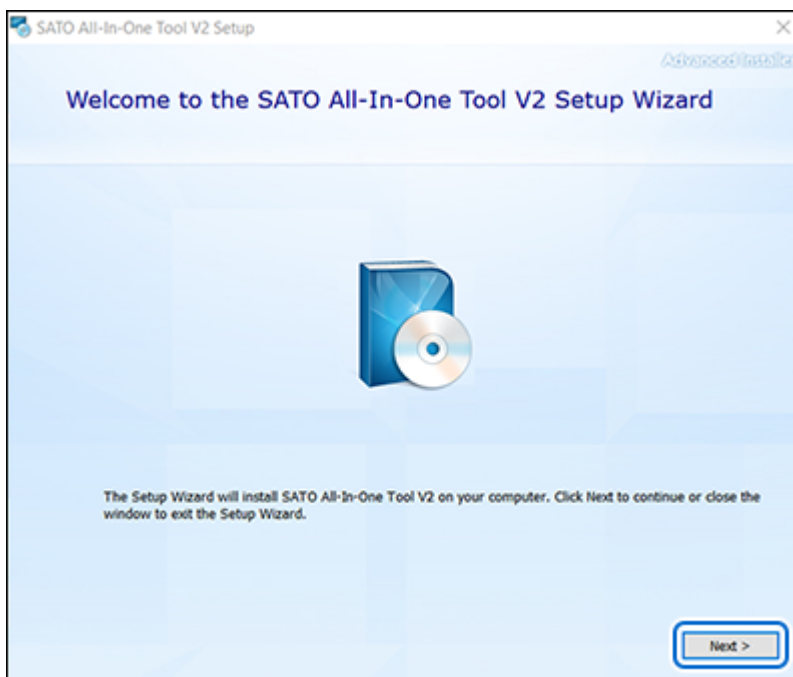 SATO All-In-One Tool V2 Setup
Advanced Installer
Welcome to the SATO All-In-One Tool V2 Setup Wizard
The Setup Wizard will install SATO All-In-One Tool V2 on your computer. Click Next to continue or close the
window to exit the Setup Wizard.
Next >